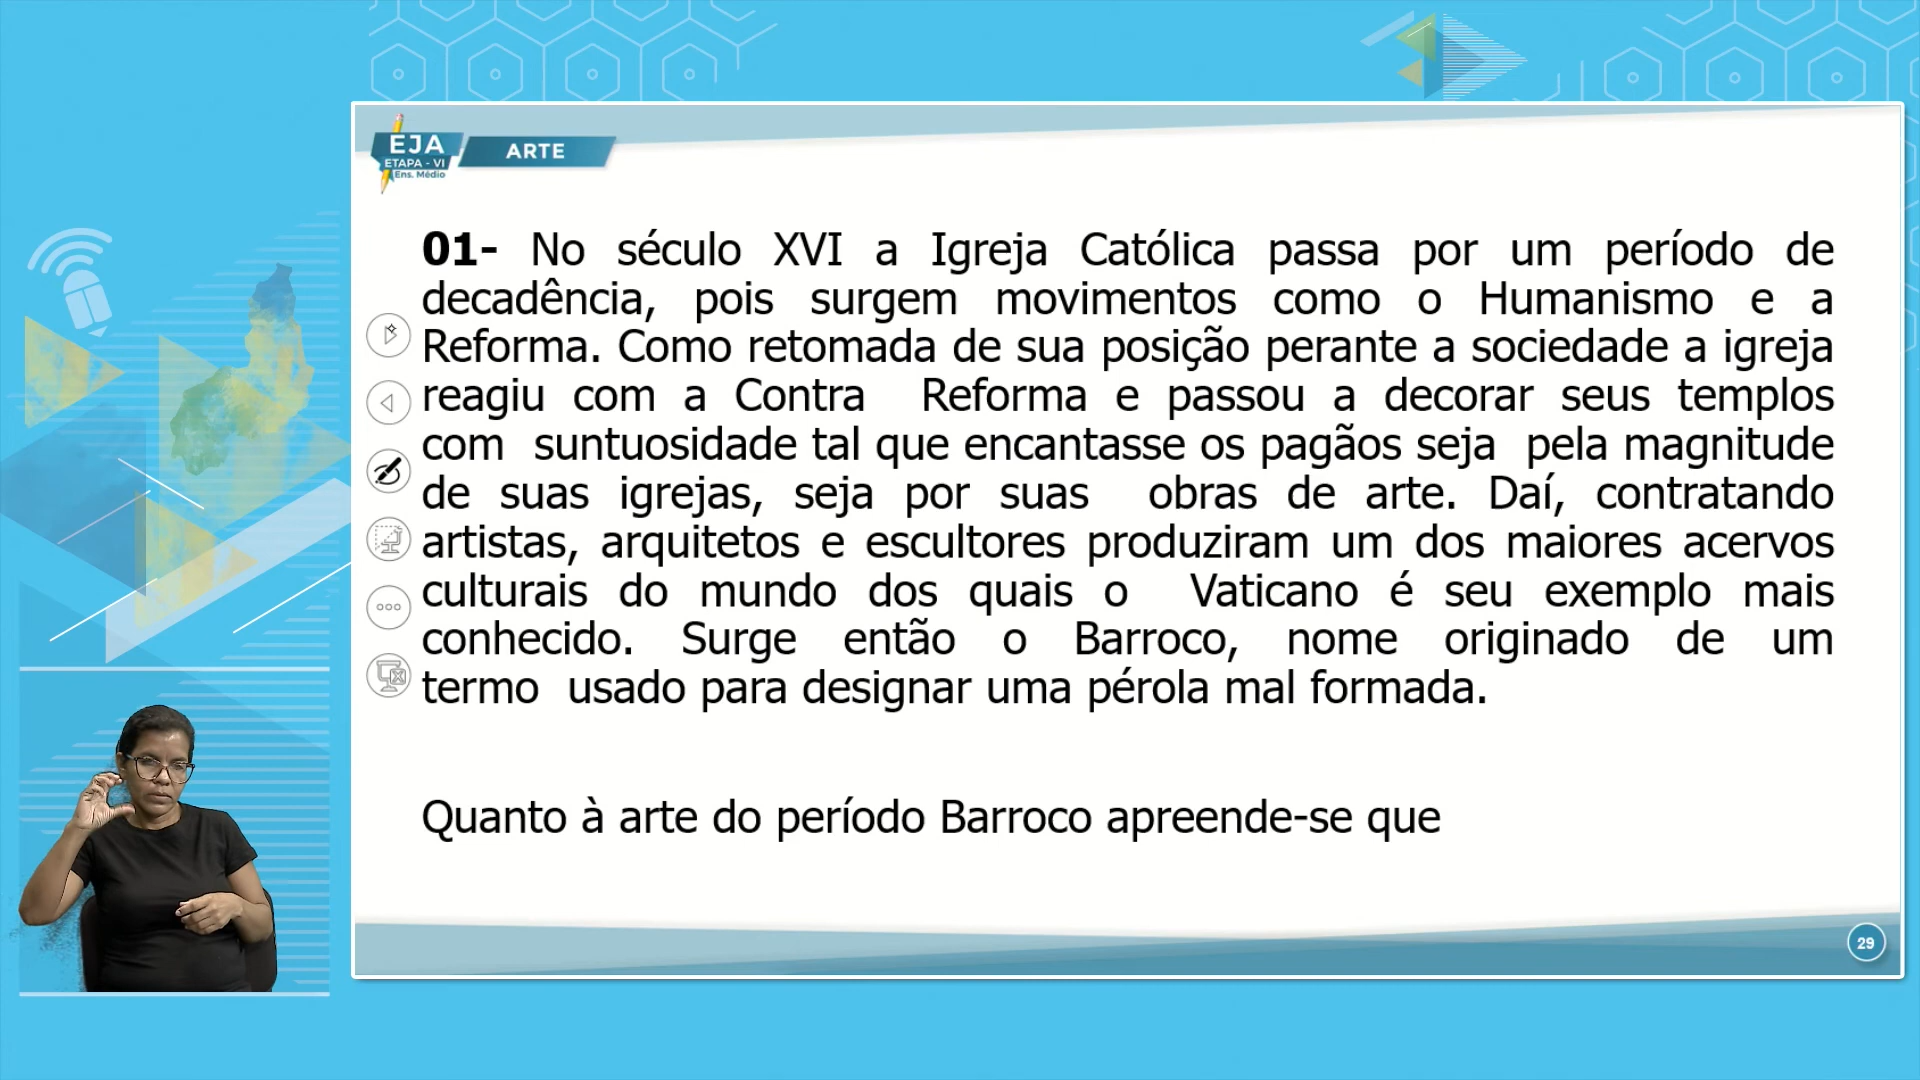 EJA
ETAPA - VI
Ens. Médio
ARTE
01- No século XVI a Igreja Católica passa por um período de
decadência, pois surgem movimentos como o Humanismo e a
Reforma. Como retomada de sua posição perante a sociedade a igreja
reagiu com a Contra Reforma e passou a decorar seus templos
com suntuosidade tal que encantasse os pagãos seja pela magnitude
de suas igrejas, seja por suas obras de arte. Daí, contratando
artistas, arquitetos e escultores produziram um dos maiores acervos
culturais do mundo dos quais o Vaticano é seu exemplo mais
conhecido. Surge então o Barroco, nome originado de um
termo usado para designar uma pérola mal formada.
Quanto à arte do período Barroco apreende-se que
29